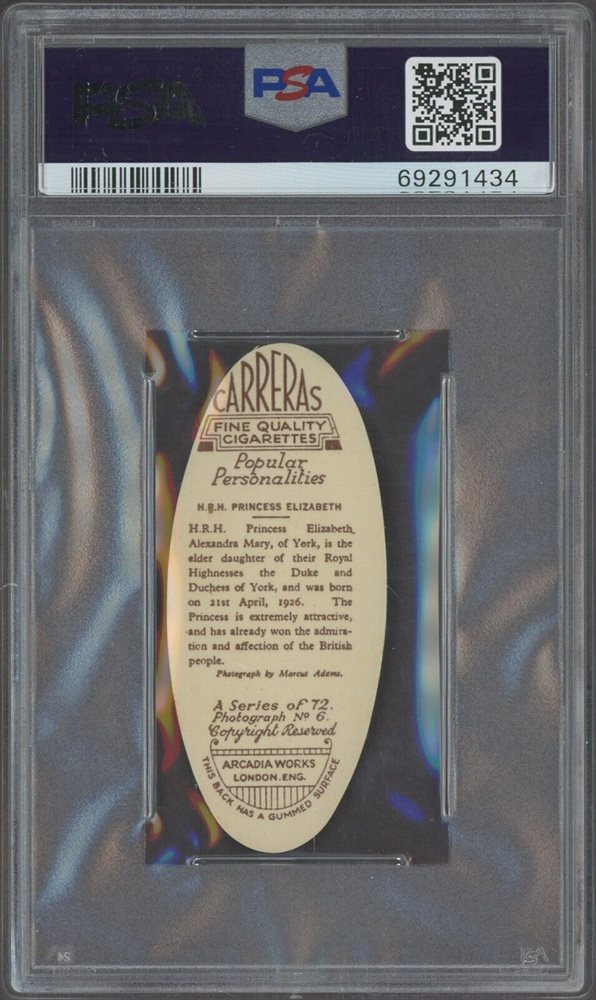 PSA
PSA
69291434
CARRERAS
FINE QUALITY
CIGARETTES
Popular
Personalities
H.R.H. PRINCESS ELIZABETH
H.R.H. Princess Elizabeth
Alexandra Mary, of York, is the
elder daughter of their Royal
Highnesses the Duke and
Duchess of York, and was born
on 21st April, 1926. The
Princess is extremely attractive,
and has already won the admira-
tion and affection of the British
people.
Photograph by Marcus Adams.
A Series of 72.
Photograph No 6.
Copyright Reserved
ARCADIA WORKS
LONDON. ENG.
THIS BACK HAS A GUMMED SURFACE
PSA